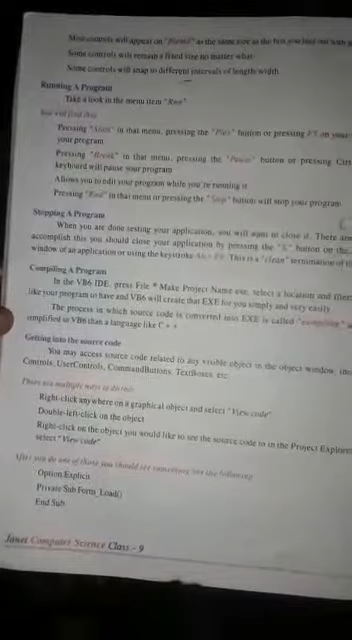 Most controls will appear on "Form1" as the same size as the box you laid out with y
Some controls will remain a fixed size no matter what
Some controls will snap to different intervals of length/width
Running A Program
Take a look in the menu item "Run"
You will find this
Pressing "Start" in that menu, pressing the "Play" button or pressing F5 on your
your program
Pressing "Break" in that menu, pressing the "Pause" button or pressing Ctrl
keyboard will pause your program
Allows you to edit your program while you're running it
Pressing "End" in that menu or pressing the "Stop" button will stop your program
Stopping A Program
When you are done testing your application, you will want to close it. There are
accomplish this you should close your application by pressing the "X" button on the
window of an application or using the keystroke Alt + F4. This is a "clean" termination of th
Compiling A Program
In the VB6 IDE, press File * Make Project Name exe, select a location and filen
like your program to have and VB6 will create that EXE for you simply and very easily
The process in which source code is converted into EXE is called "compiling" a
simplified in VB6 than a language like C + +
Getting into the source code
You may access source code related to any visible object in the object window, (no
Controls, UserControls, CommandButtons, TextBoxes, etc.
There are multiple ways to do this:
Right-click anywhere on a graphical object and select "View code"
Double-left-click on the object
Right-click on the object you would like to see the source code to in the Project Explorer
select "View code"
After you do one of those you should see something like the following
Option Explicit
Private Sub Form_Load()
End Sub
Janet Computer Science Class – 9